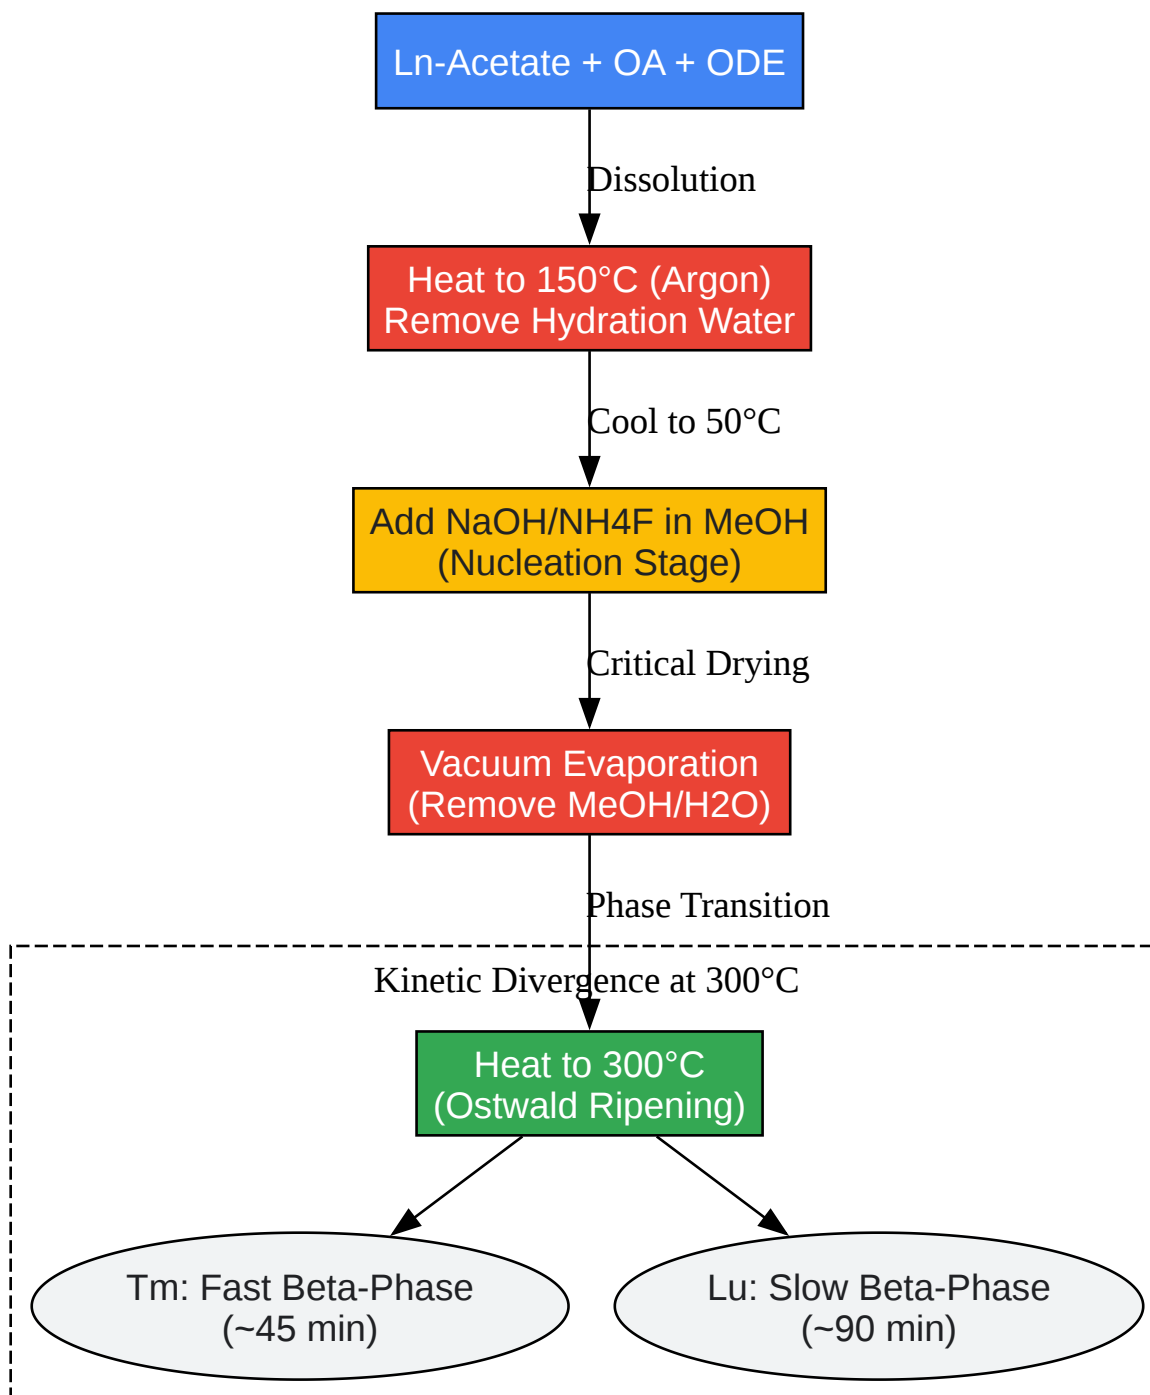 Ln-Acetate + OA + ODE
Dissolution
Heat to 150°C (Argon)
Remove Hydration Water
Cool to 50°C
Add NaOH/NH4F in MeOH
(Nucleation Stage)
Critical Drying
Vacuum Evaporation
(Remove MeOH/H2O)
Phase Transition
Kinetic Divergence at 300°C
Heat to 300°C
(Ostwald Ripening)
Tm: Fast Beta-Phase
(~45 min)
Lu: Slow Beta-Phase
(~90 min)